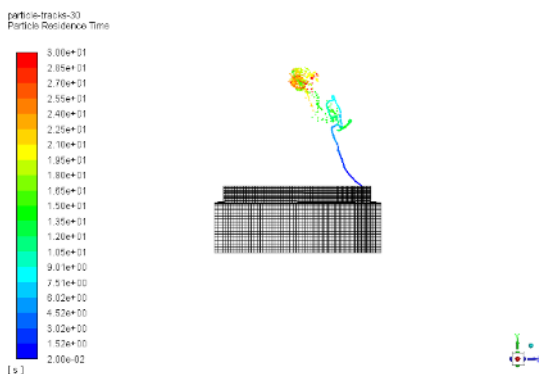 particle-tracks-30
Particle Residence Time
3.00e+01
2.85e+01
2.70e+01
2.55e+01
2.40e+01
2.25e+01
2.10e+01
1.95e+01
1.80e+01
1.65e+01
1.50e+01
1.35e+01
1.20e+01
1.05e+01
9.01e+00
7.51e+00
6.02e+00
4.52e+00
3.02e+00
1.52e+00
2.00e-02
[s]